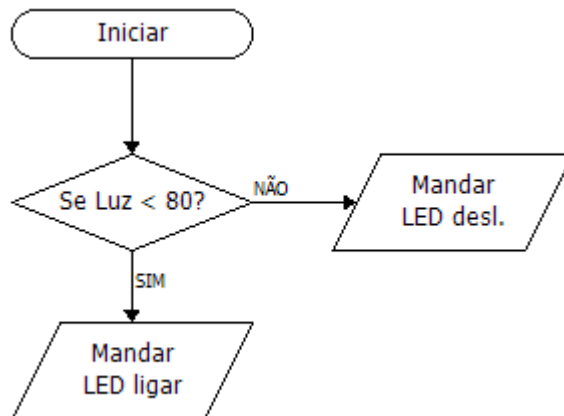 Iniciar
Se Luz < 80?
NÃO
Mandar
LED desl.
SIM
Mandar
LED ligar